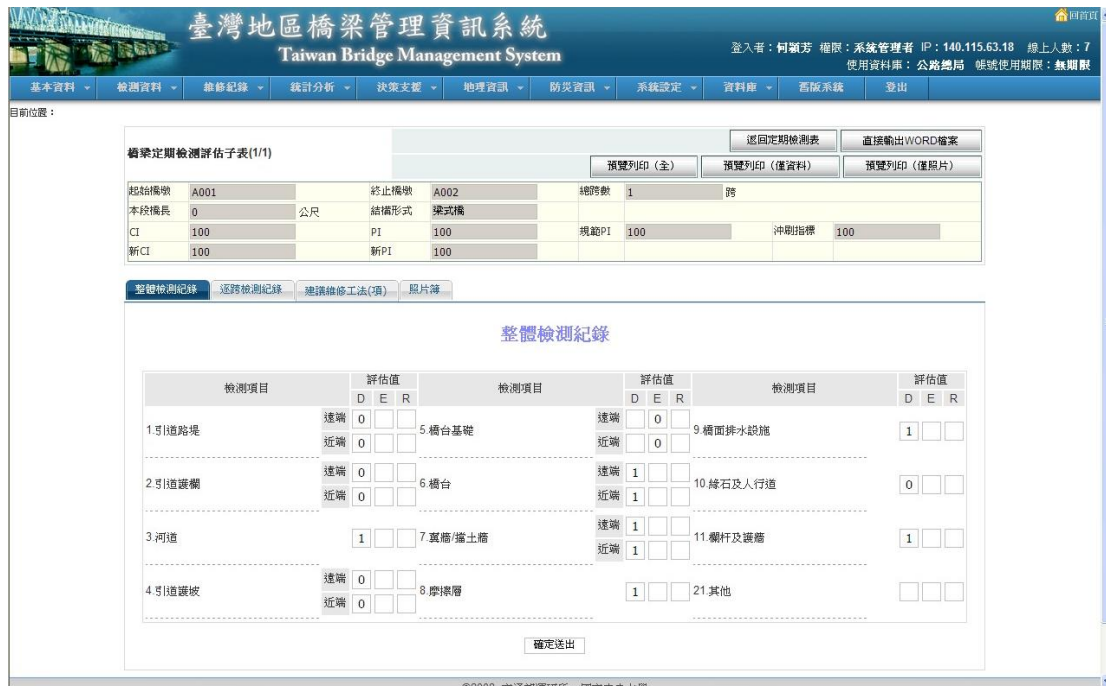 回首頁
臺灣地區橋梁管理資訊系統
Taiwan Bridge Management System
登入者：何穎芳 權限：系統管理者 IP：140.115.63.18 線上人數：7
使用資料庫：公路總局 帳號使用期限：無期限
基本資料 檢測資料 維修紀錄 統計分析 決策支援 地理資訊 防災資訊 系統設定 資料庫 舊版系統 登出
目前位置：
返回定期檢測表 直接輸出WORD檔案
橋梁定期檢測評估子表(1/1)
預覽列印（全） 預覽列印（僅資料） 預覽列印（僅照片）
起始橋墩 A001 終止橋墩 A002 總跨數 1 跨
本段橋長 0 公尺 結構形式 梁式橋
CI 100 PI 100 規範PI 100 沖刷指標 100
新CI 100 新PI 100
整體檢測紀錄 逐跨檢測紀錄 建議維修工法(項) 照片簿
整體檢測紀錄
檢測項目 評估值 檢測項目 評估值 檢測項目 評估值
D E R D E R D E R
1.引道路堤 遠端 0 5.橋台基礎 遠端 0 9.橋面排水設施 1
近端 0 近端 0
2.引道護欄 遠端 0 6.橋台 遠端 1 10.緣石及人行道 0
近端 0 近端 1
3.河道 1 7.翼牆/擋土牆 遠端 1 11.欄杆及護牆 1
近端 1
4.引道護坡 遠端 0 8.摩擦層 1 21.其他
近端 0
確定送出